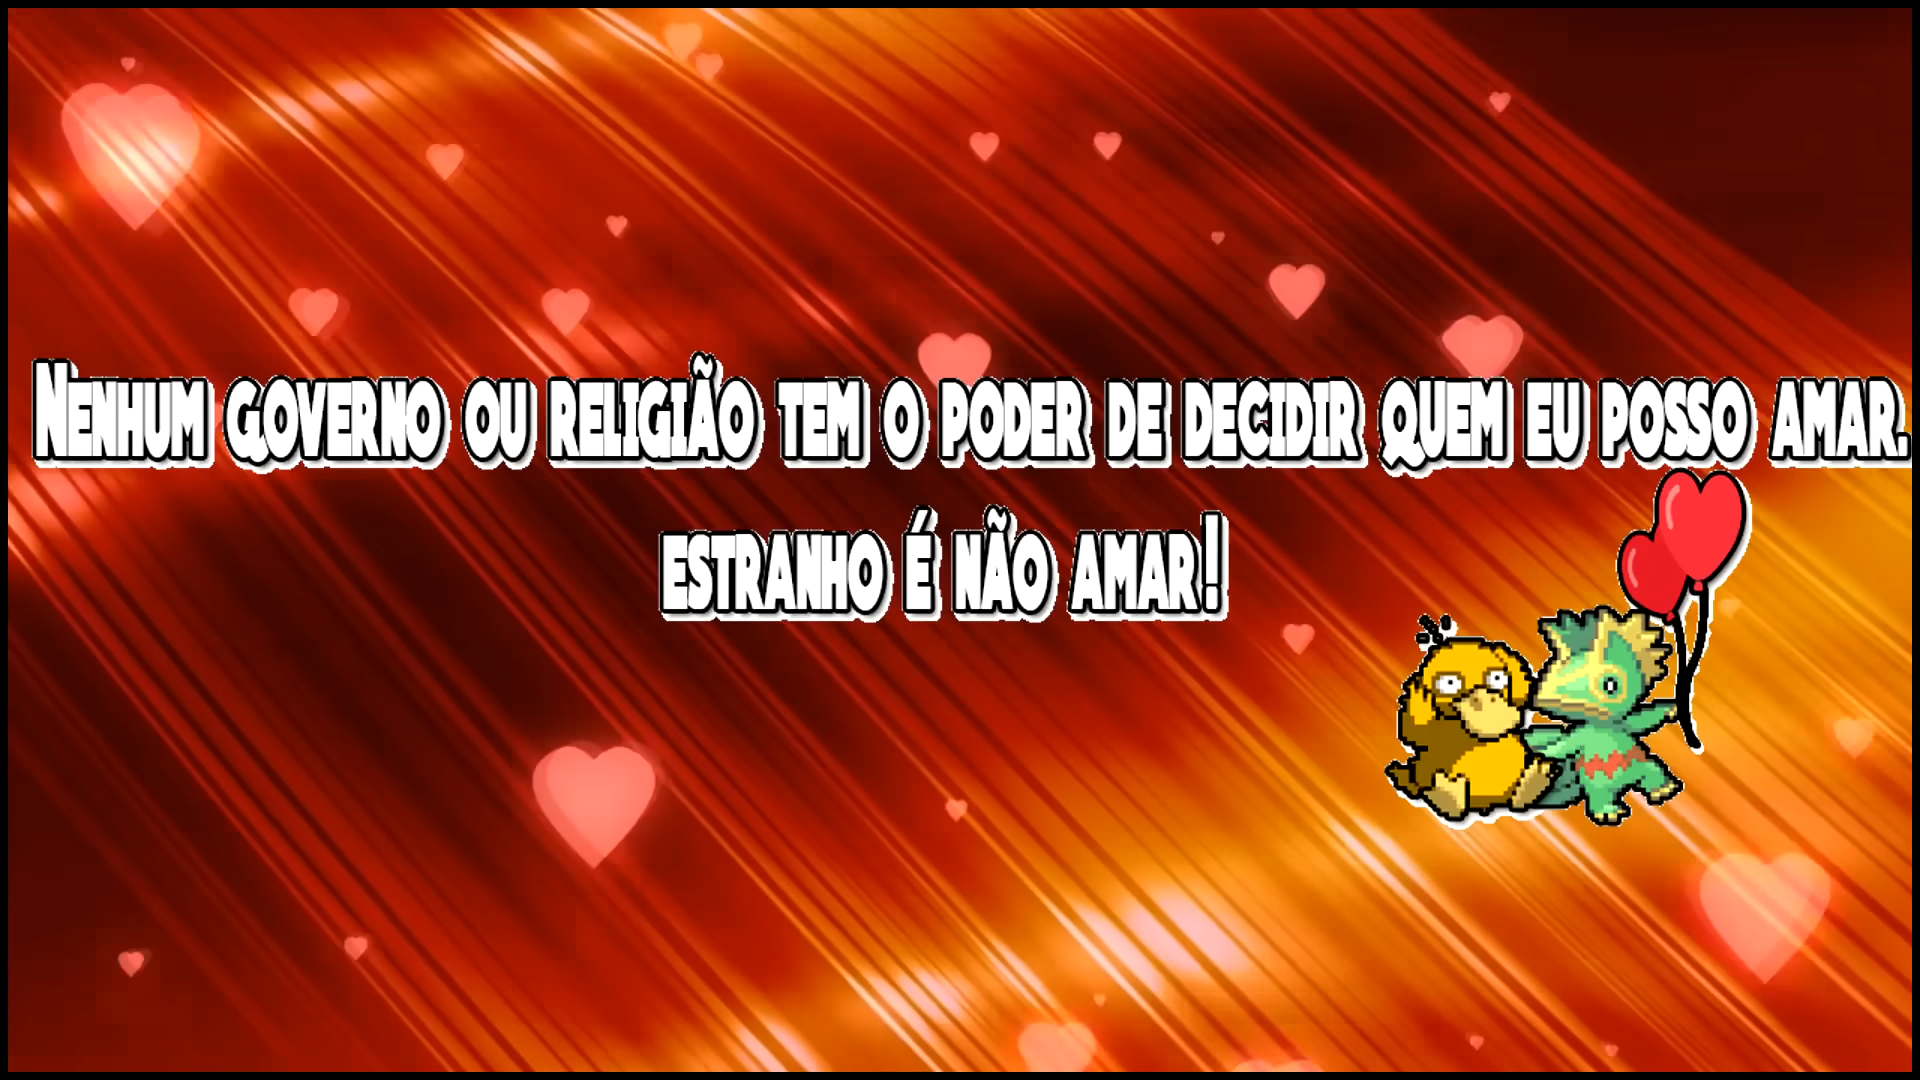 Nenhum governo ou religião tem o poder de decidir quem eu posso amar.
estranho é não amar!